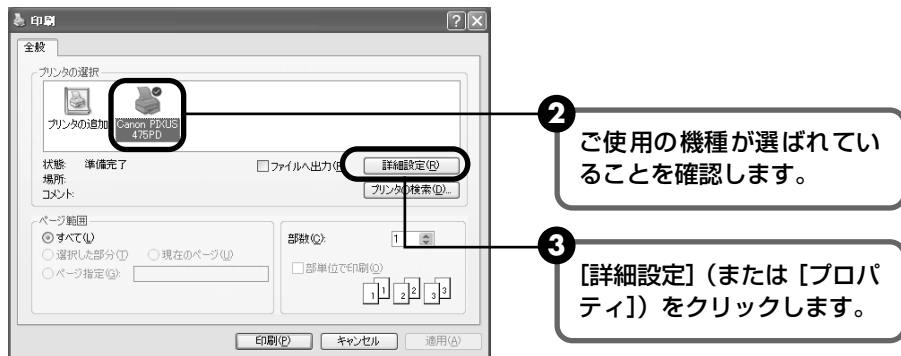 印刷
全般
プリンタの選択
プリンタの追加
Canon PIXUS
475PD
状態: 準備完了
場所:
コメント:
ファイルへ出力(F)
詳細設定(R)
プリンタの検索(D)...
ページ範囲
すべて(L)
選択した部分(T) 現在のページ(U)
ページ指定(G):
部数(C): 1
部単位で印刷(O)
1 1 2 2 3 3
印刷(P) キャンセル 適用(A)
2
ご使用の機種が選ばれてい
ることを確認します。
3
[詳細設定](または [プロパ
ティ])をクリックします。